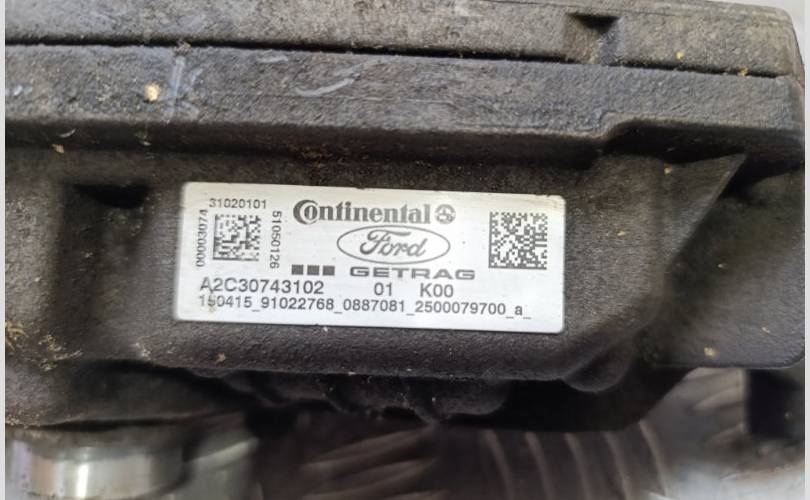 31020101
00003074
51050126
Continental
Ford
GETRAG
A2C30743102 01 K00
150415_91022768_0887081_2500079700_a_